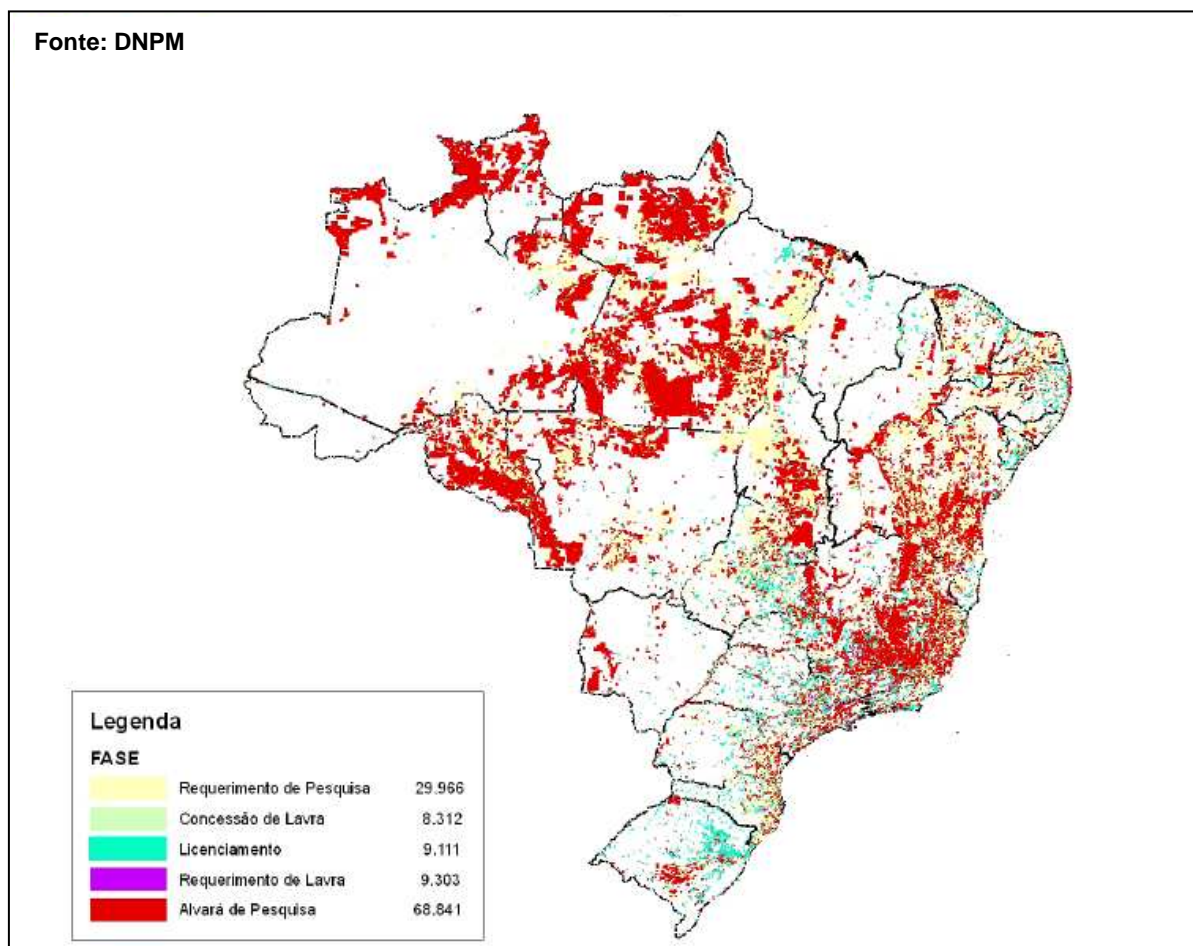 Fonte: DNPM
Legenda
FASE
Requerimento de Pesquisa 29.966
Concessão de Lavra 8.312
Licenciamento 9.111
Requerimento de Lavra 9.303
Alvará de Pesquisa 68.841